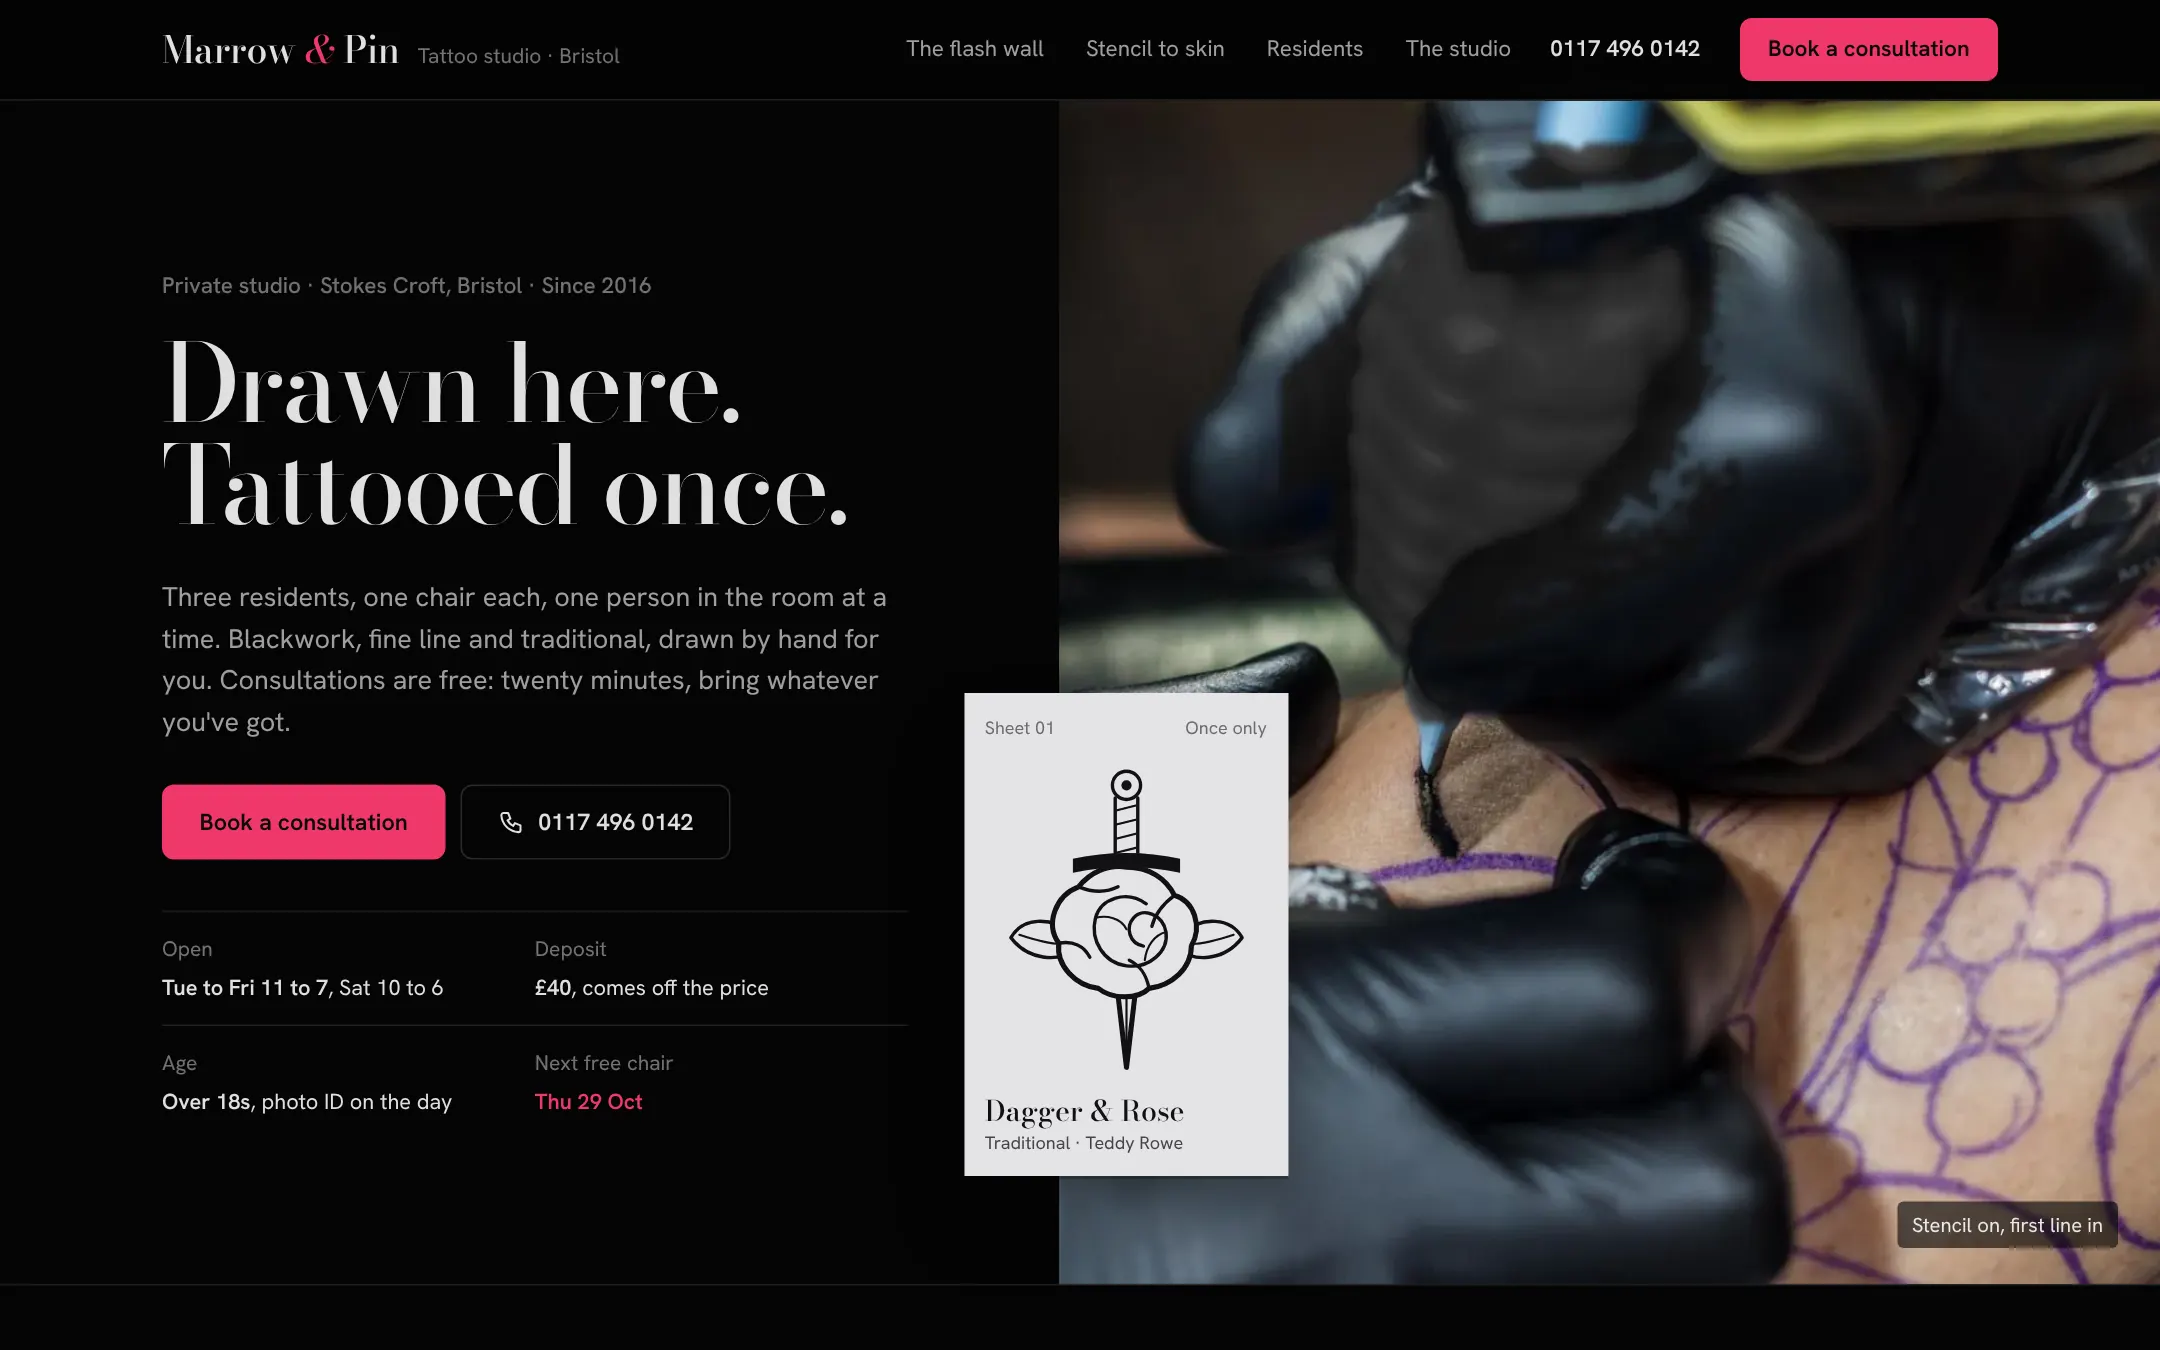 Marrow & Pin Tattoo studio · Bristol
The flash wall Stencil to skin Residents The studio 0117 496 0142 Book a consultation
Private studio · Stokes Croft, Bristol · Since 2016
Drawn here.
Tattooed once.
Three residents, one chair each, one person in the room at a
time. Blackwork, fine line and traditional, drawn by hand for
you. Consultations are free: twenty minutes, bring whatever
you've got.
Book a consultation 0117 496 0142
Open
Tue to Fri 11 to 7, Sat 10 to 6
Deposit
£40, comes off the price
Age
Over 18s, photo ID on the day
Next free chair
Thu 29 Oct
Sheet 01 Once only
Dagger & Rose
Traditional · Teddy Rowe
Stencil on, first line in